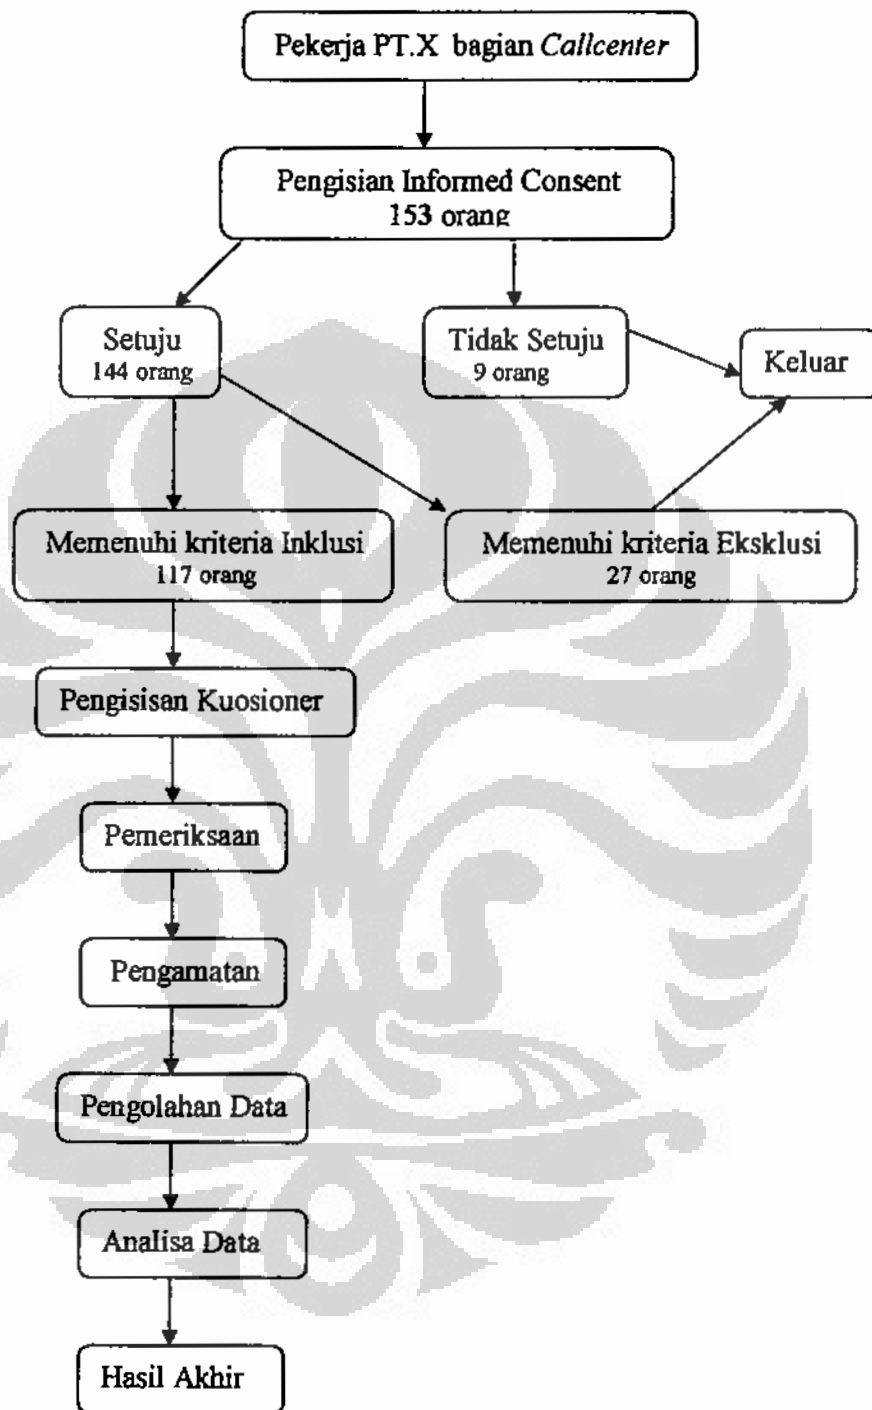 Pekerja PT.X bagian Callcenter
Pengisian Informed Consent
153 orang
Setuju
144 orang
Tidak Setuju
9 orang
Keluar
Memenuhi kriteria Inklusi
117 orang
Memenuhi kriteria Eksklusi
27 orang
Pengisisan Kuosioner
Pemeriksaan
Pengamatan
Pengolahan Data
Analisa Data
Hasil Akhir